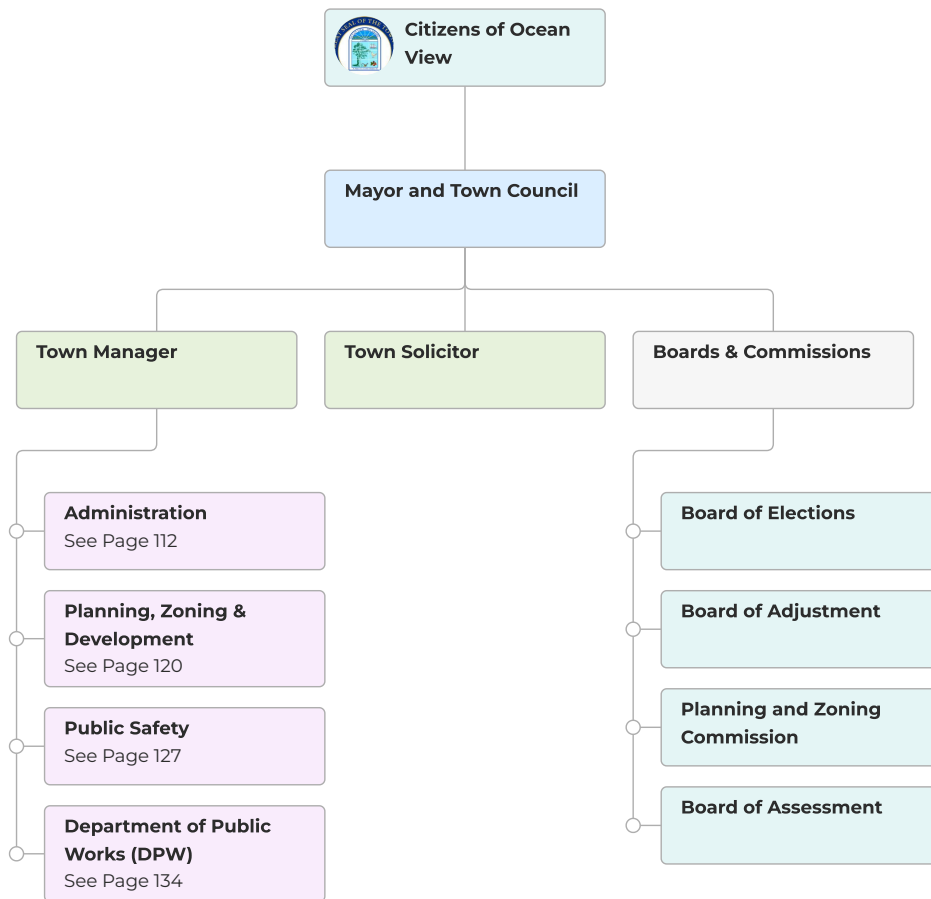 Citizens of Ocean
View
Mayor and Town Council
Town Manager
Town Solicitor
Boards & Commissions
Administration
See Page 112
Planning, Zoning &
Development
See Page 120
Public Safety
See Page 127
Department of Public
Works (DPW)
See Page 134
Board of Elections
Board of Adjustment
Planning and Zoning
Commission
Board of Assessment